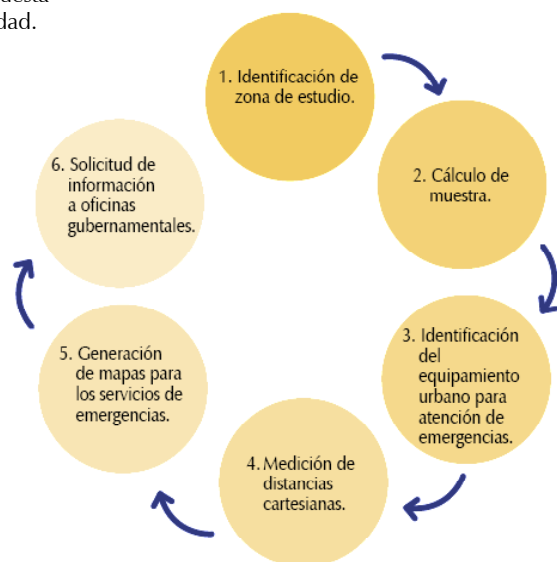 dad.
1. Identificación de
zona de estudio.
2. Cálculo de
muestra.
3. Identificación
del
equipamiento
urbano para
atención de
emergencias.
4. Medición de
distancias
cartesianas.
5. Generación
de mapas para
los servicios de
emergencias.
6. Solicitud de
información
a oficinas
gubernamentales.